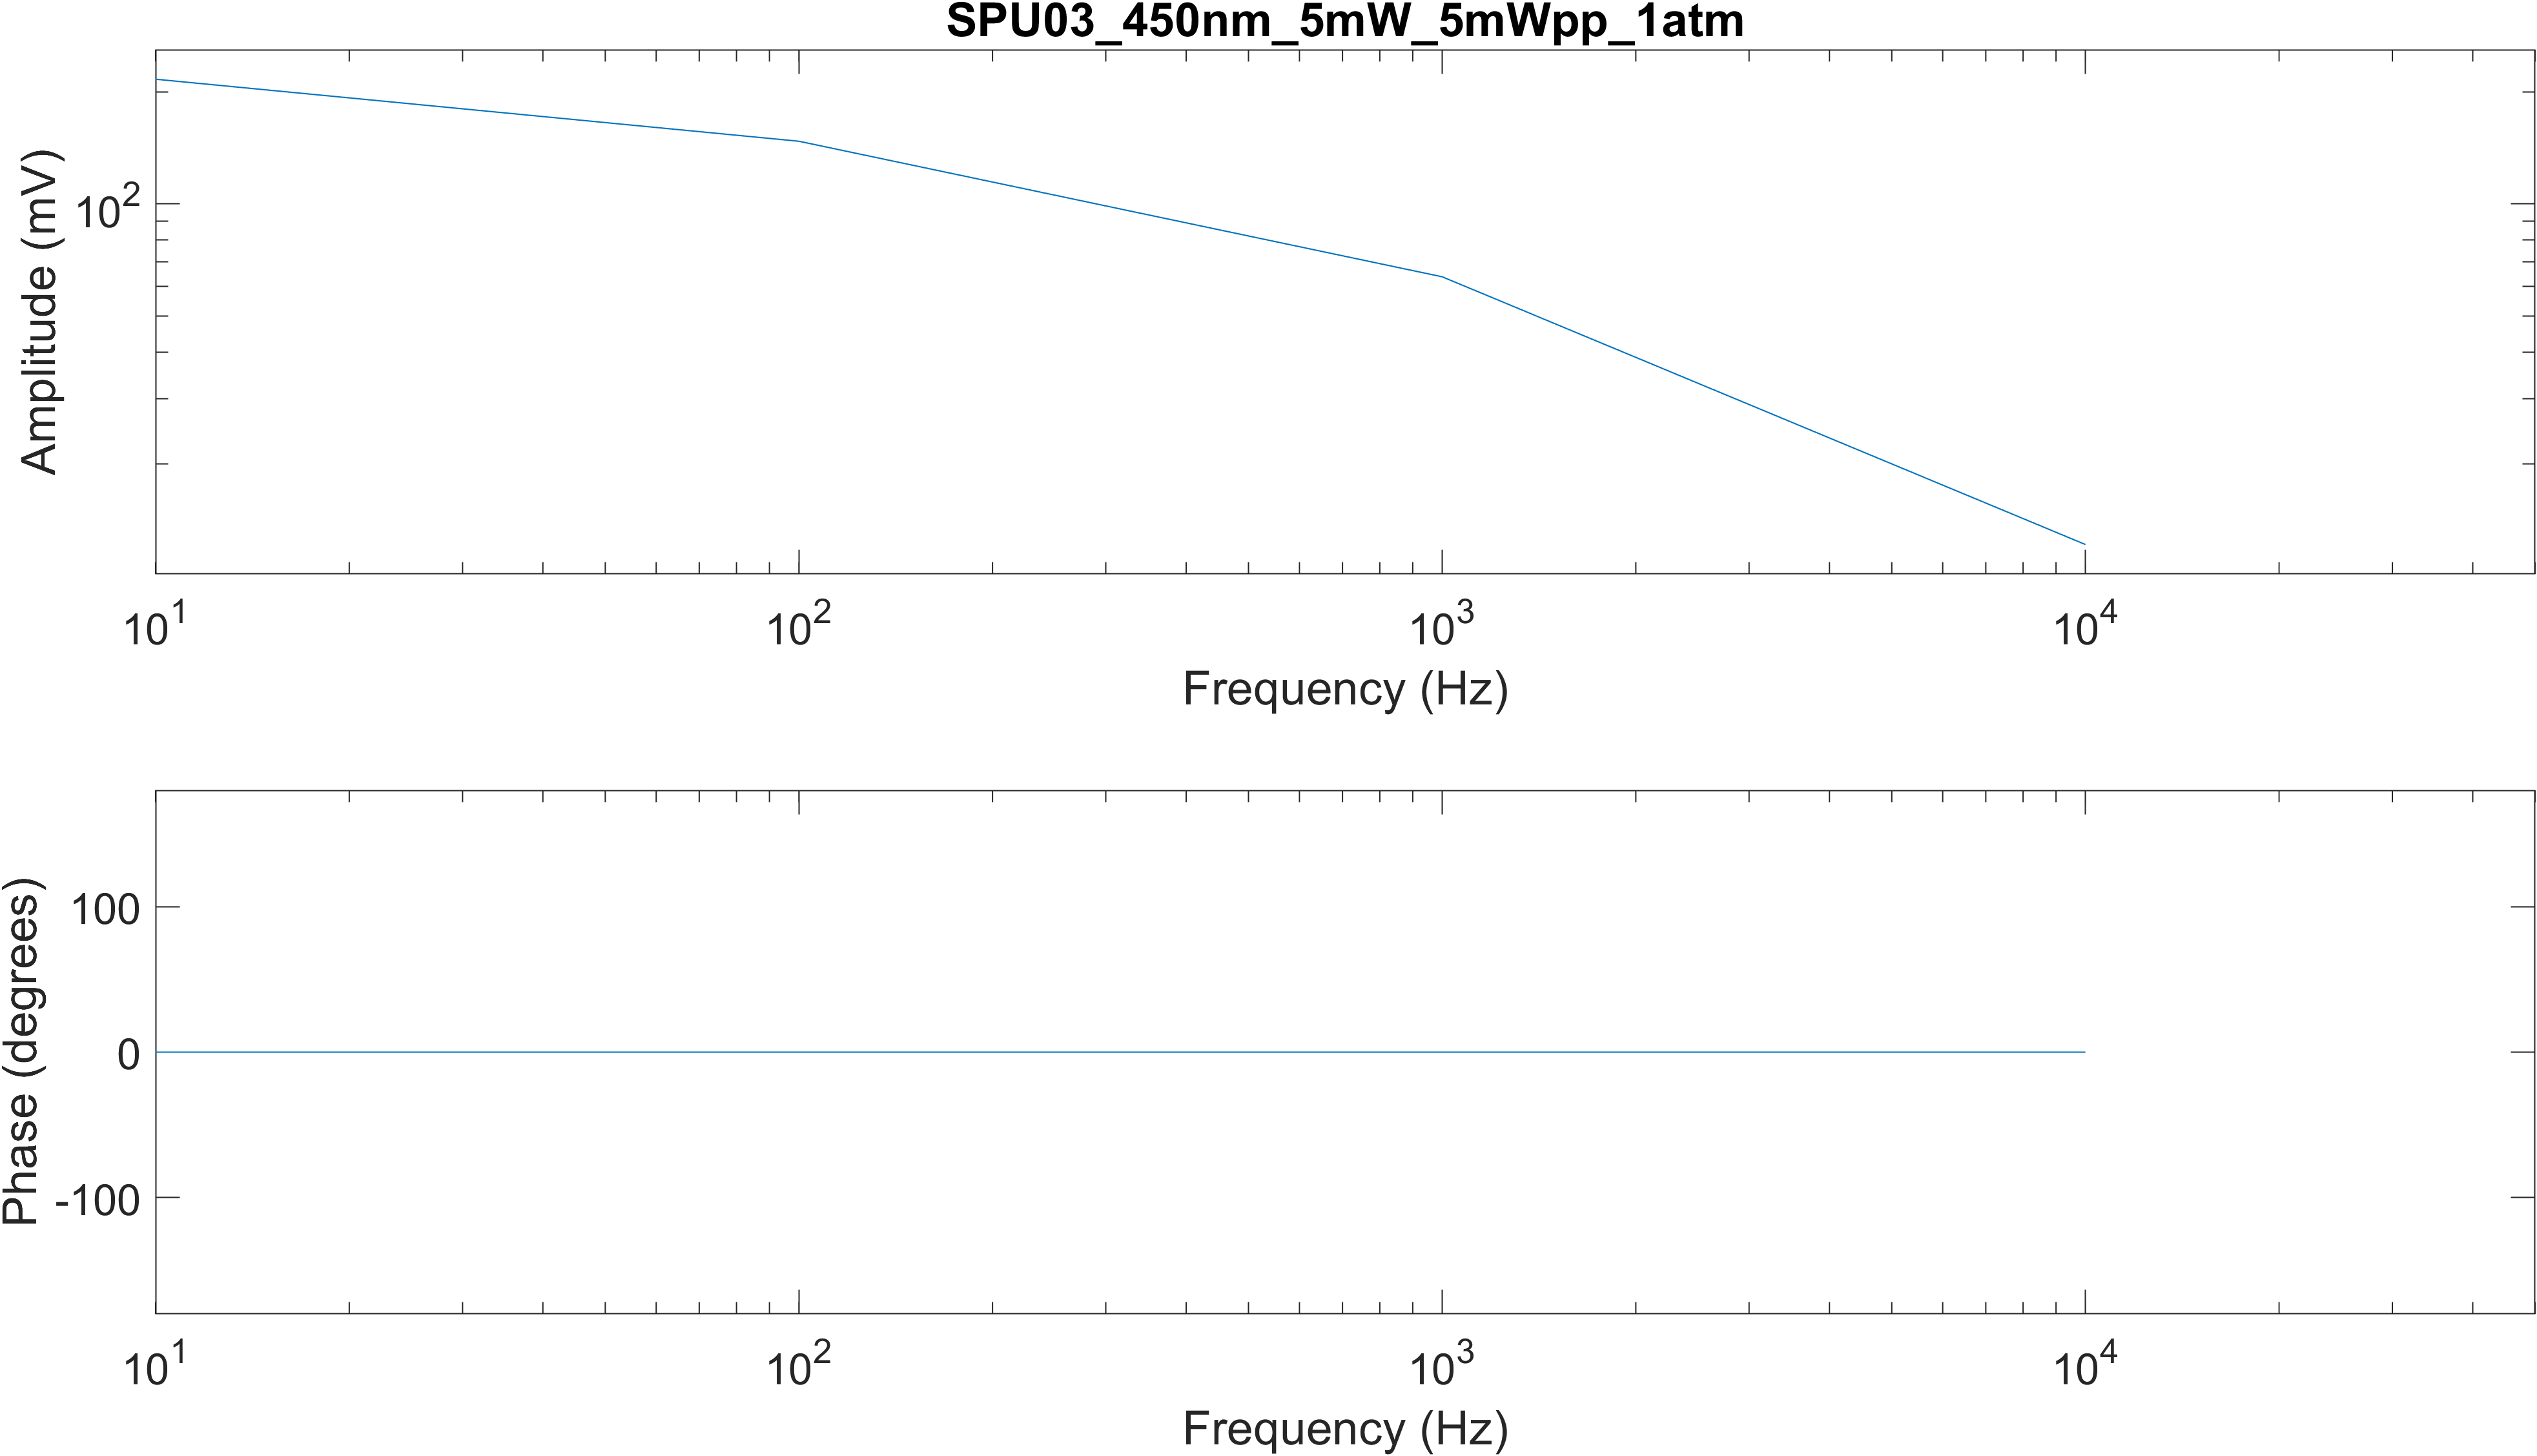 SPU03_450nm_5mW_5mWpp_1atm
Amplitude (mV)
10^2
10^1 10^2 10^3 10^4
Frequency (Hz)
Phase (degrees)
100
0
-100
10^1 10^2 10^3 10^4
Frequency (Hz)